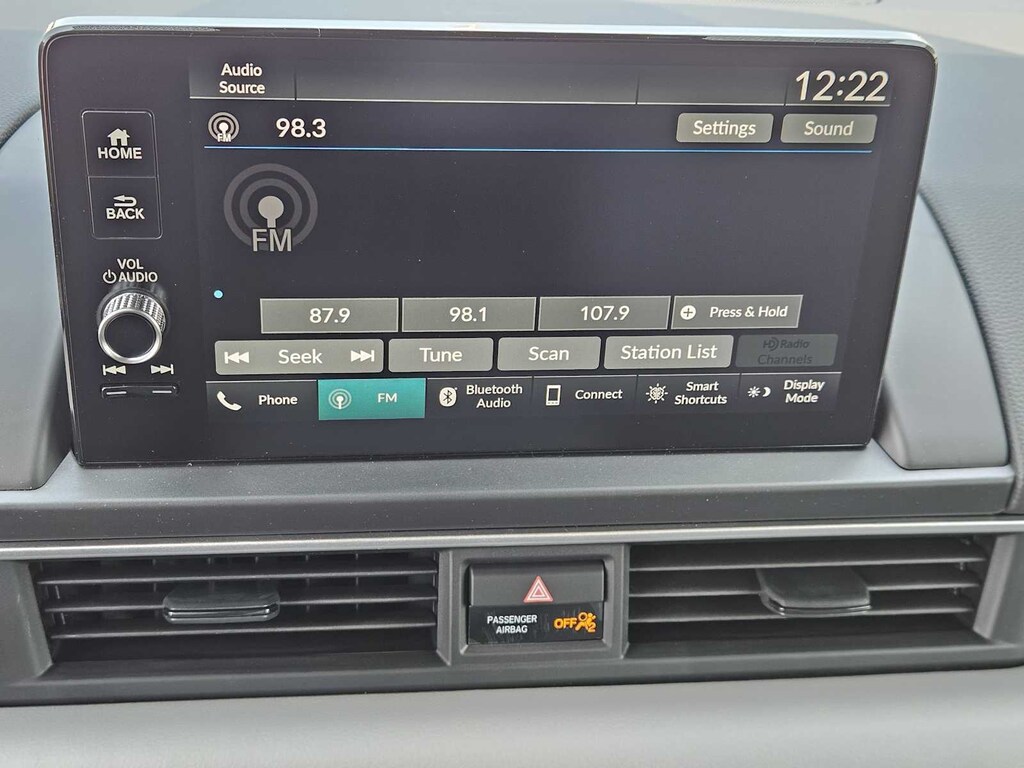 Audio
Source
12:22
FM
98.3
Settings
Sound
HOME
BACK
VOL
AUDIO
FM
87.9
98.1
107.9
Press & Hold
Seek
Tune
Scan
Station List
HD Radio
Channels
Phone
FM
Bluetooth
Audio
Connect
Smart
Shortcuts
Display
Mode
PASSENGER
AIRBAG
OFF
2